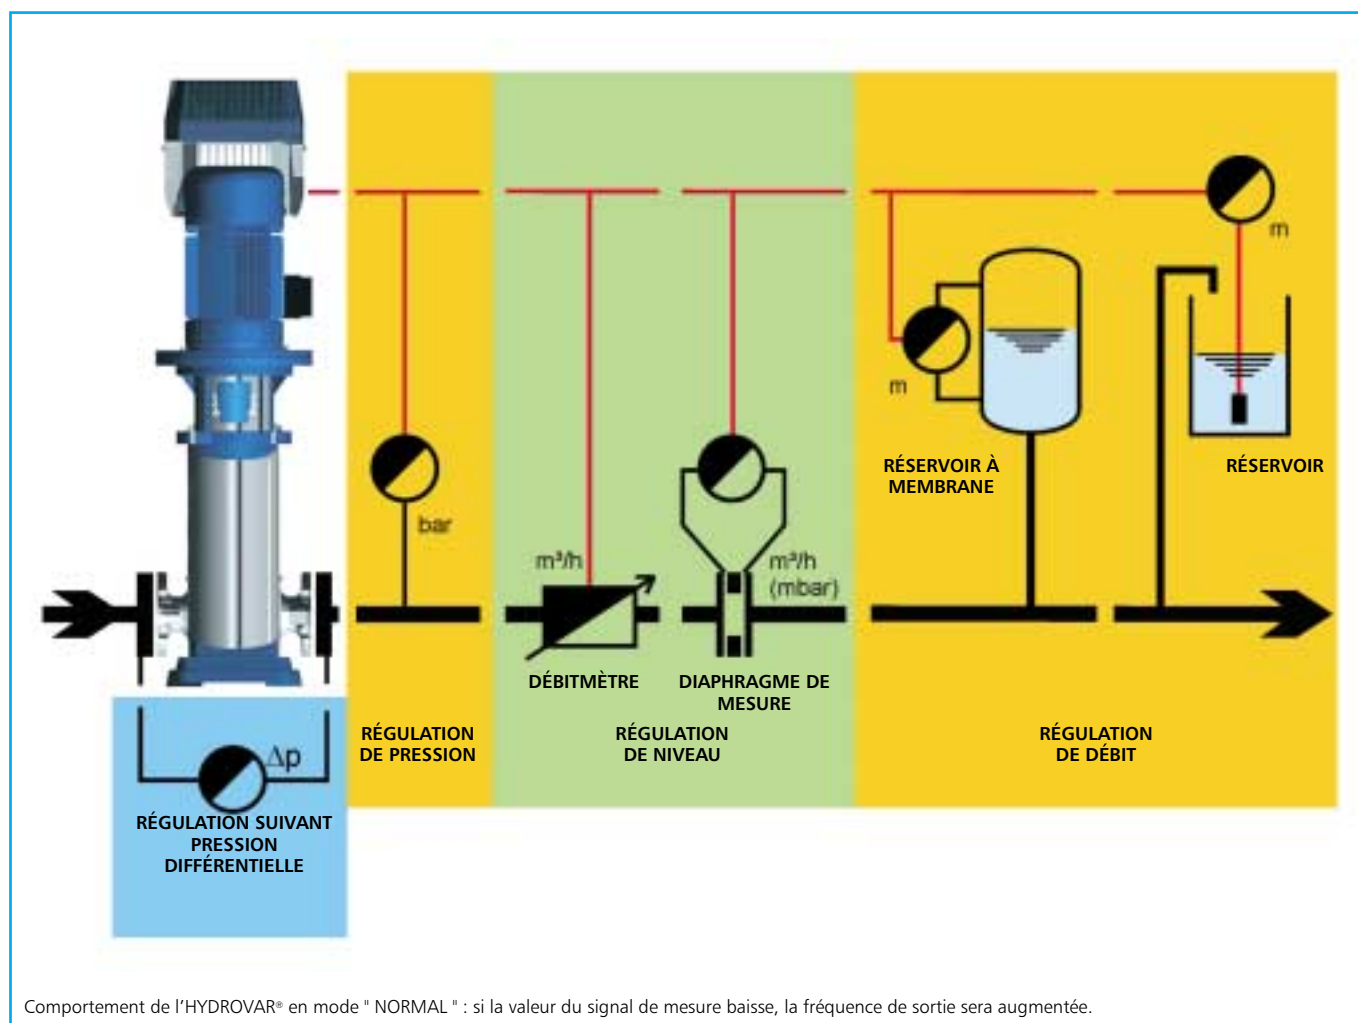 m
m
RÉSERVOIR À
MEMBRANE
RÉSERVOIR
bar
m³/h
m³/h
(mbar)
DÉBITMÈTRE
DIAPHRAGME DE
MESURE
RÉGULATION
DE PRESSION
RÉGULATION
DE NIVEAU
RÉGULATION
DE DÉBIT
Δp
RÉGULATION SUIVANT
PRESSION
DIFFÉRENTIELLE
Comportement de l'HYDROVAR® en mode " NORMAL " : si la valeur du signal de mesure baisse, la fréquence de sortie sera augmentée.